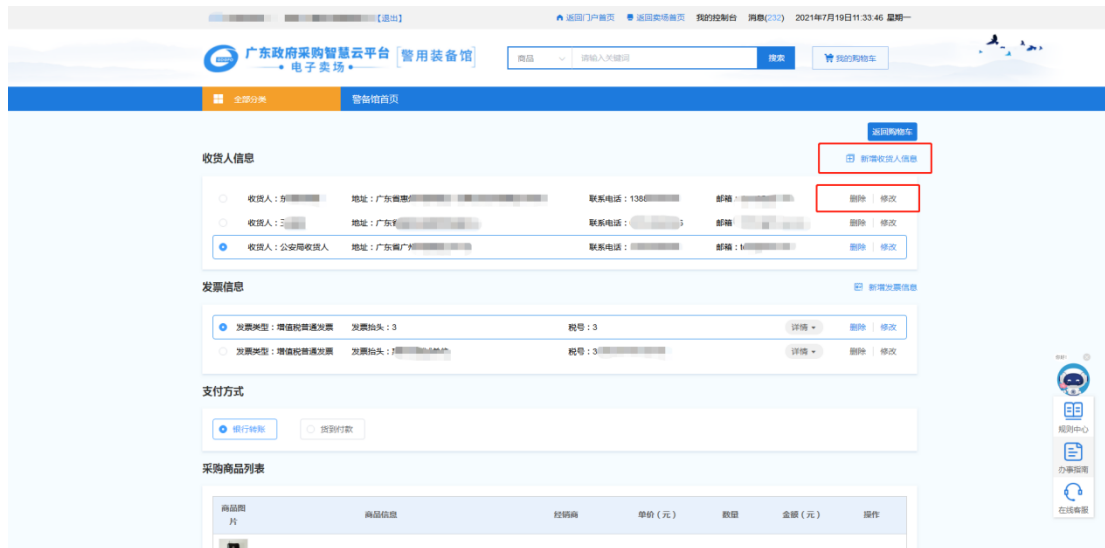 【退出】 返回门户首页 返回卖场首页 我的控制台 消息(232) 2021年7月19日11:33:46 星期一
广东政府采购智慧云平台 警用装备馆
•电子卖场•
商品 请输入关键词 搜索 我的购物车
全部分类 警备馆首页
返回购物车
收货人信息 新增收货人信息
收货人： 地址：广东省惠州 联系电话：1386 邮箱 删除 修改
收货人： 地址：广东省 联系电话： 邮箱 删除 修改
收货人：公安局收货人 地址：广东省广州 联系电话： 邮箱： 删除 修改
发票信息 新增发票信息
发票类型：增值税普通发票 发票抬头：3 税号：3 详情 删除 修改
发票类型：增值税普通发票 发票抬头： 税号：3 详情 删除 修改
支付方式
银行转账 货到付款
采购商品列表
商品图片 商品信息 经销商 单价（元） 数量 金额（元） 操作
规则中心
办事指南
在线客服